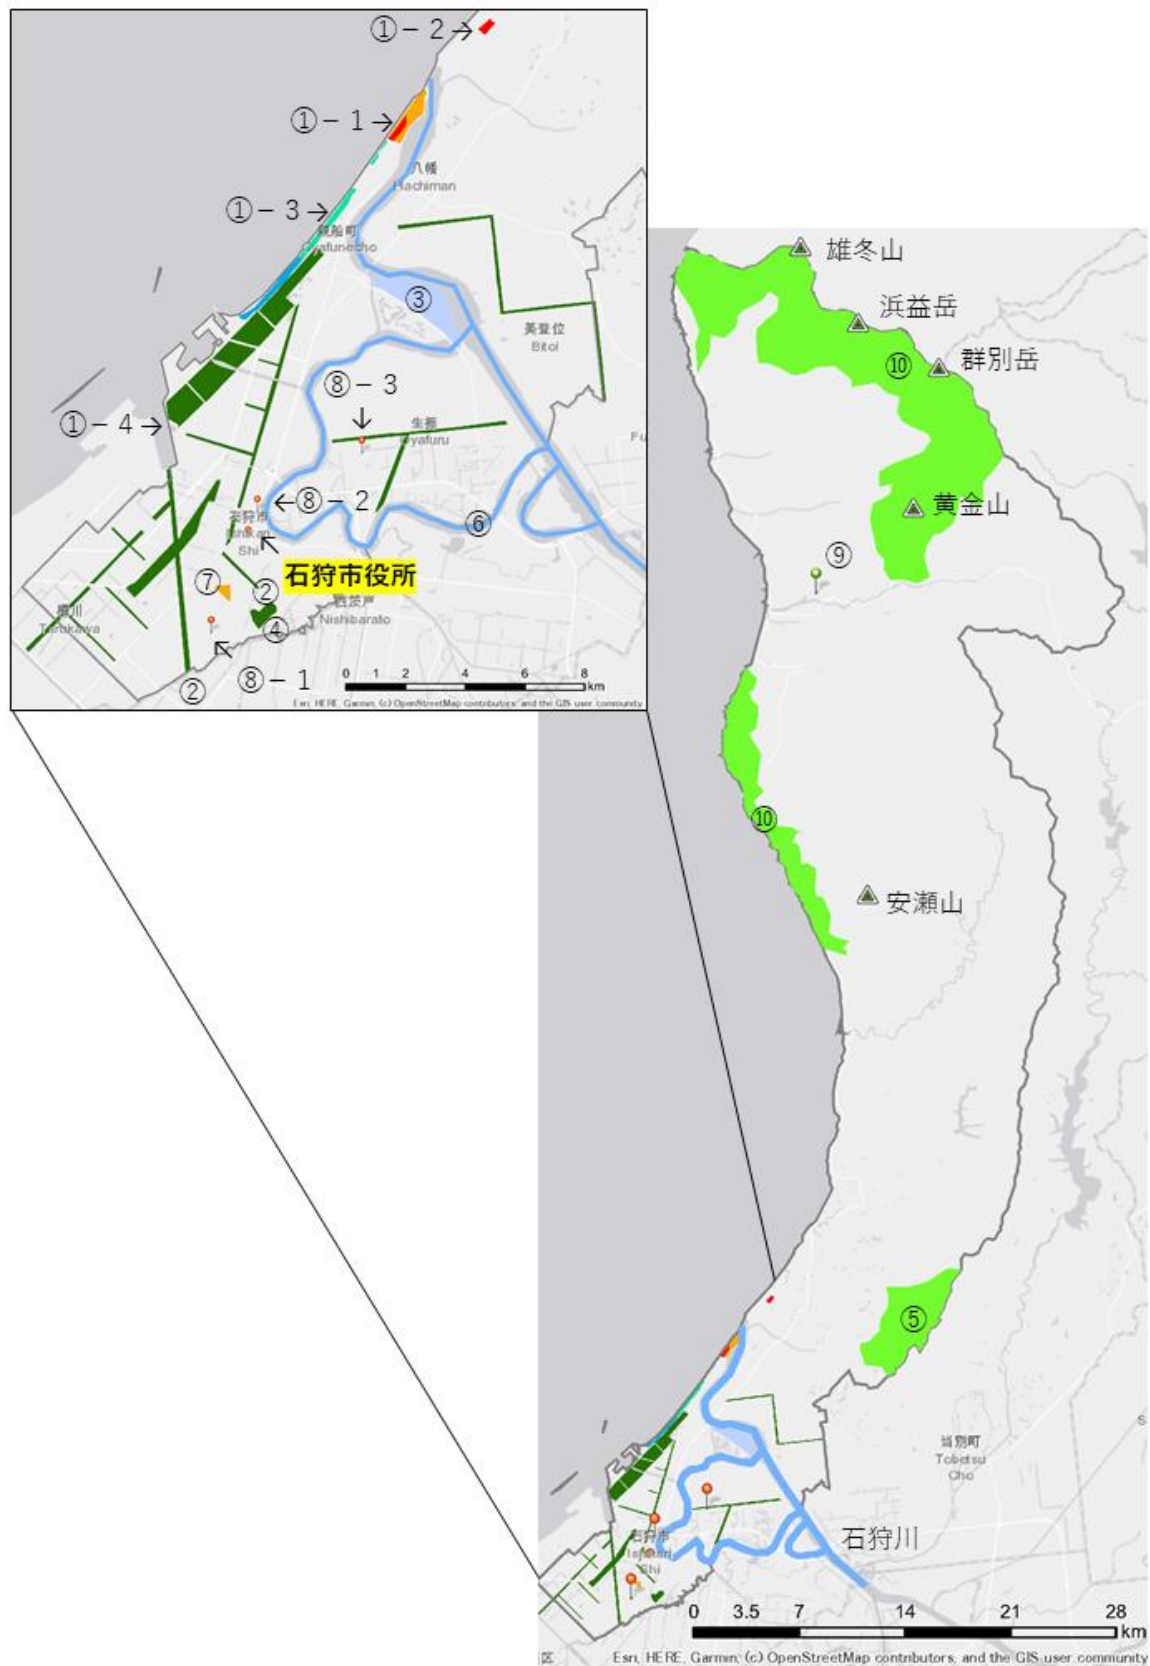 ①－2→
①－1→
八幡
Hachiman
①－3→
親船町
Oyafunecho
③
美登位
Bitoi
⑧－3
↓
①－4→
生振
Oyafuru
Fu
←⑧－2
石狩市
Ishikari
Shi
⑥
石狩市役所
⑦
②
④
樽川
Tarukawa
西茨戸
Nishibarato
⑧－1
②
0 1 2 4 6 8
km
Esri, HERE, Garmin, (c) OpenStreetMap contributors, and the GIS user community
雄冬山
浜益岳
⑩
群別岳
黄金山
⑨
⑩
安瀬山
⑤
当別町
Tobetsu
Cho
S
石狩川
石狩市
Ishikari
Shi
0 3.5 7 14 21 28
km
区
Esri, HERE, Garmin, (c) OpenStreetMap contributors, and the GIS user community